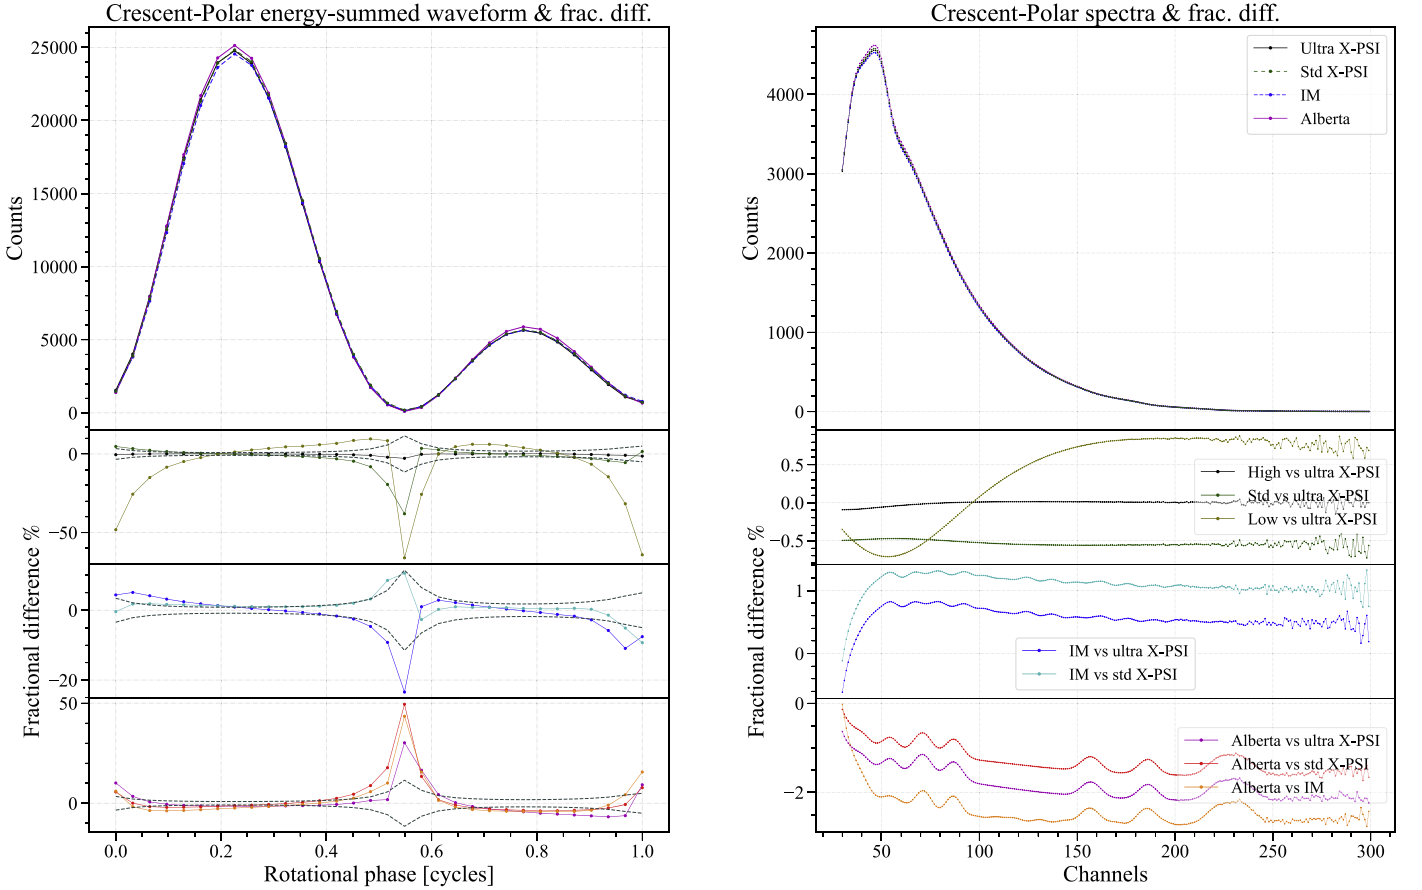 Crescent-Polar energy-summed waveform & frac. diff.
25000
20000
15000
10000
5000
0
Counts
0
−50
0
−20
50
0
Fractional difference %
0.0 0.2 0.4 0.6 0.8 1.0
Rotational phase [cycles]
Crescent-Polar spectra & frac. diff.
Ultra X-PSI
Std X-PSI
IM
Alberta
4000
3000
2000
1000
0
Counts
0.5
0.0
−0.5
High vs ultra X-PSI
Std vs ultra X-PSI
Low vs ultra X-PSI
1
0
IM vs ultra X-PSI
IM vs std X-PSI
0
−2
Alberta vs ultra X-PSI
Alberta vs std X-PSI
Alberta vs IM
Fractional difference %
50 100 150 200 250 300
Channels